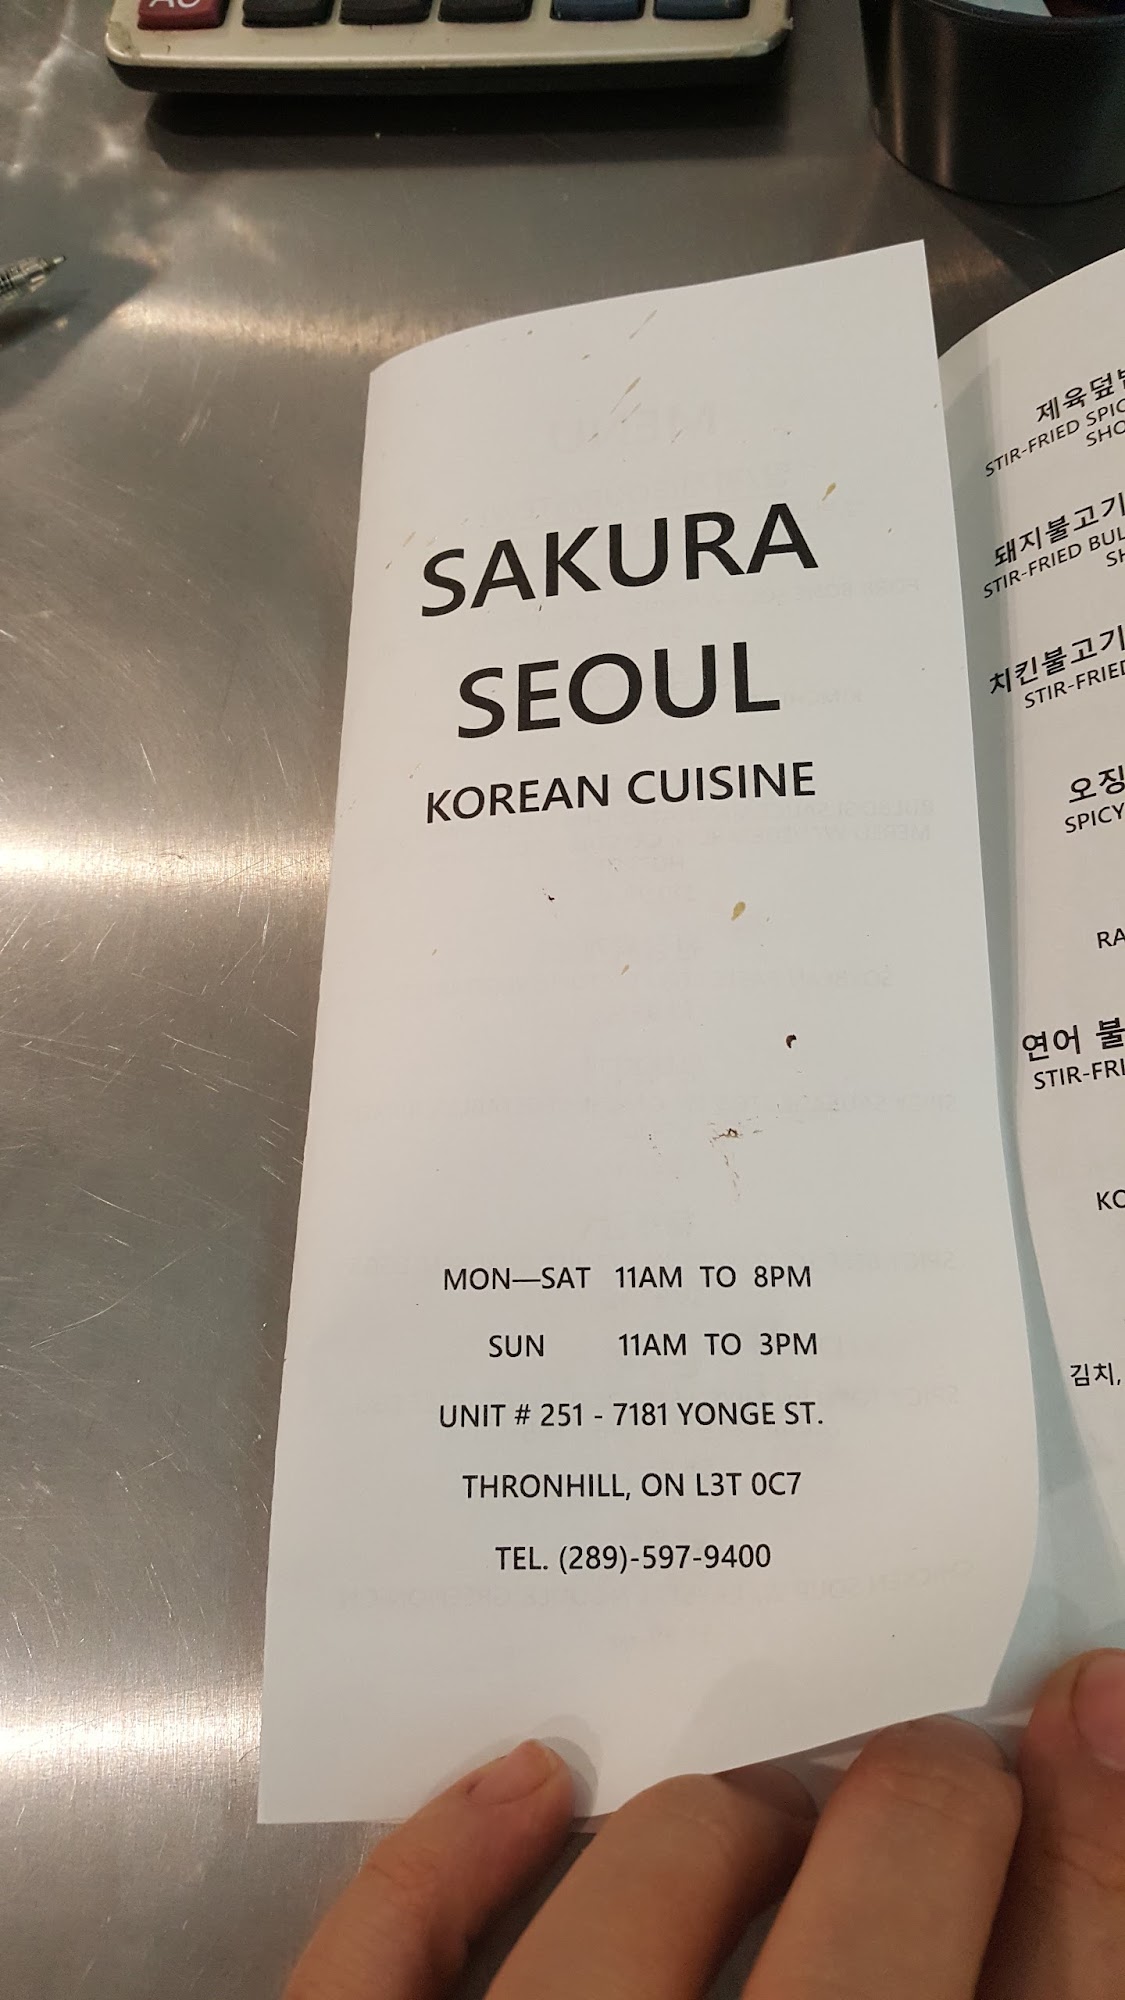 AC
SAKURA
SEOUL
KOREAN CUISINE
MON—SAT 11AM TO 8PM
SUN 11AM TO 3PM
UNIT # 251 - 7181 YONGE ST.
THRONHILL, ON L3T 0C7
TEL. (289)-597-9400
제육덮밥
STIR-FRIED SPIC
SHO
돼지불고기
STIR-FRIED BUL
SH
치킨불고기
STIR-FRIED
오징
SPICY
RA
연어 불
STIR-FRI
KO
김치,